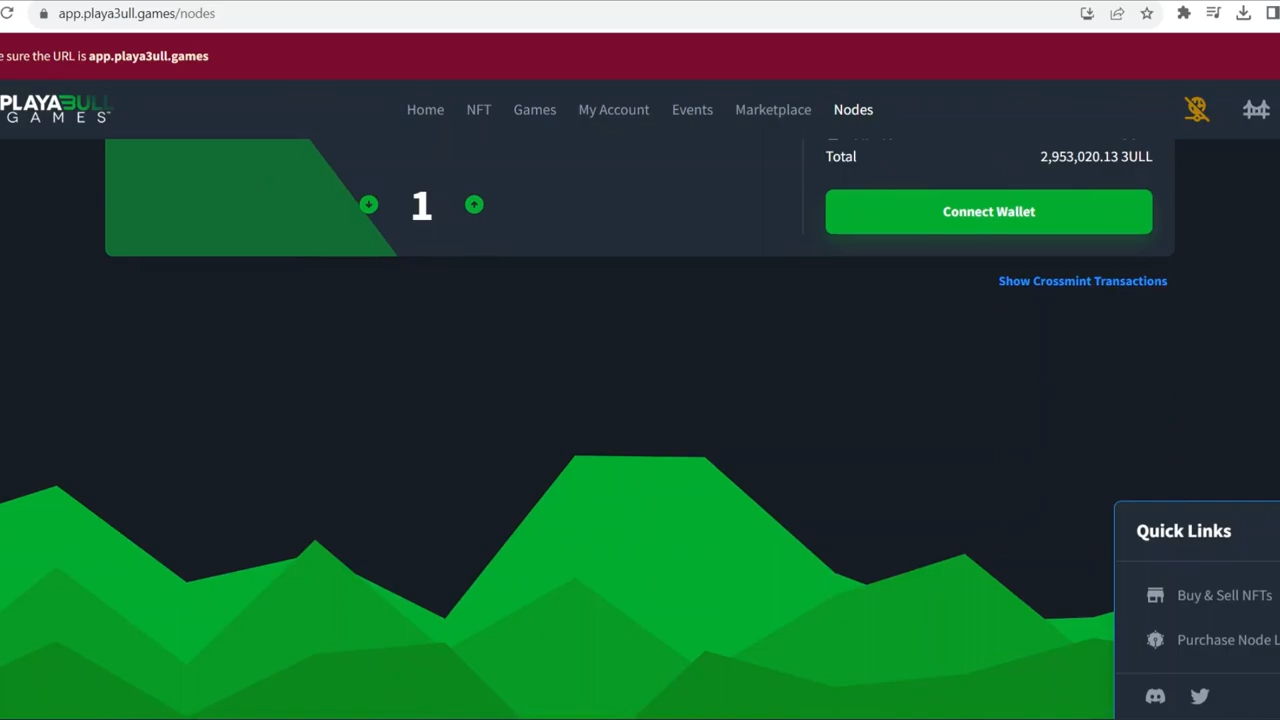 app.playa3ull.games/nodes
e sure the URL is app.playa3ull.games
PLAYA3ULL
GAMES
Home NFT Games My Account Events Marketplace Nodes
Total 2,953,020.13 3ULL
1
Connect Wallet
Show Crossmint Transactions
Quick Links
Buy & Sell NFTs
Purchase Node L